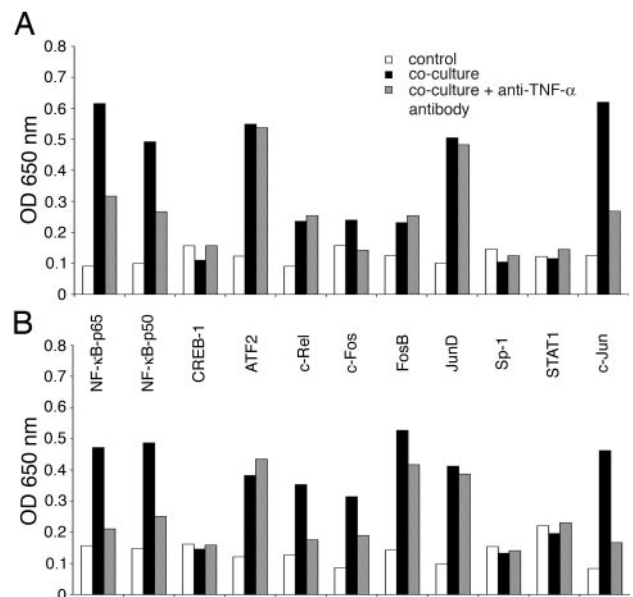 A
0.8
0.7
0.6
0.5
0.4
0.3
0.2
0.1
0
OD 650 nm
control
co-culture
co-culture + anti-TNF-α
antibody
B
NF-κB-p65
NF-κB-p50
CREB-1
ATF2
c-Rel
c-Fos
FosB
JunD
Sp-1
STAT1
c-Jun
0.8
0.7
0.6
0.5
0.4
0.3
0.2
0.1
0
OD 650 nm